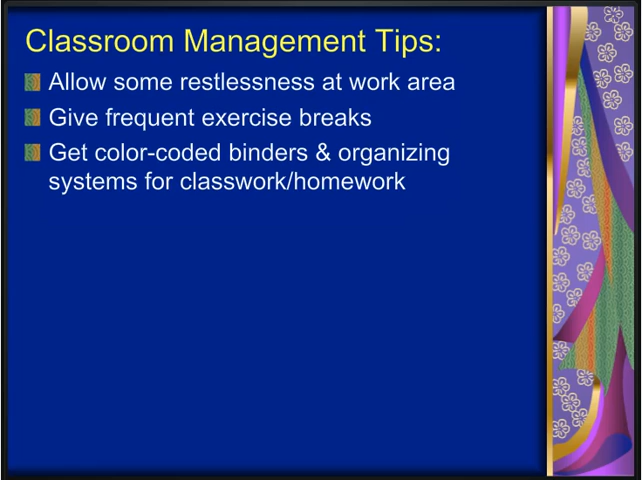 Classroom Management Tips:
Allow some restlessness at work area
Give frequent exercise breaks
Get color-coded binders & organizing
systems for classwork/homework